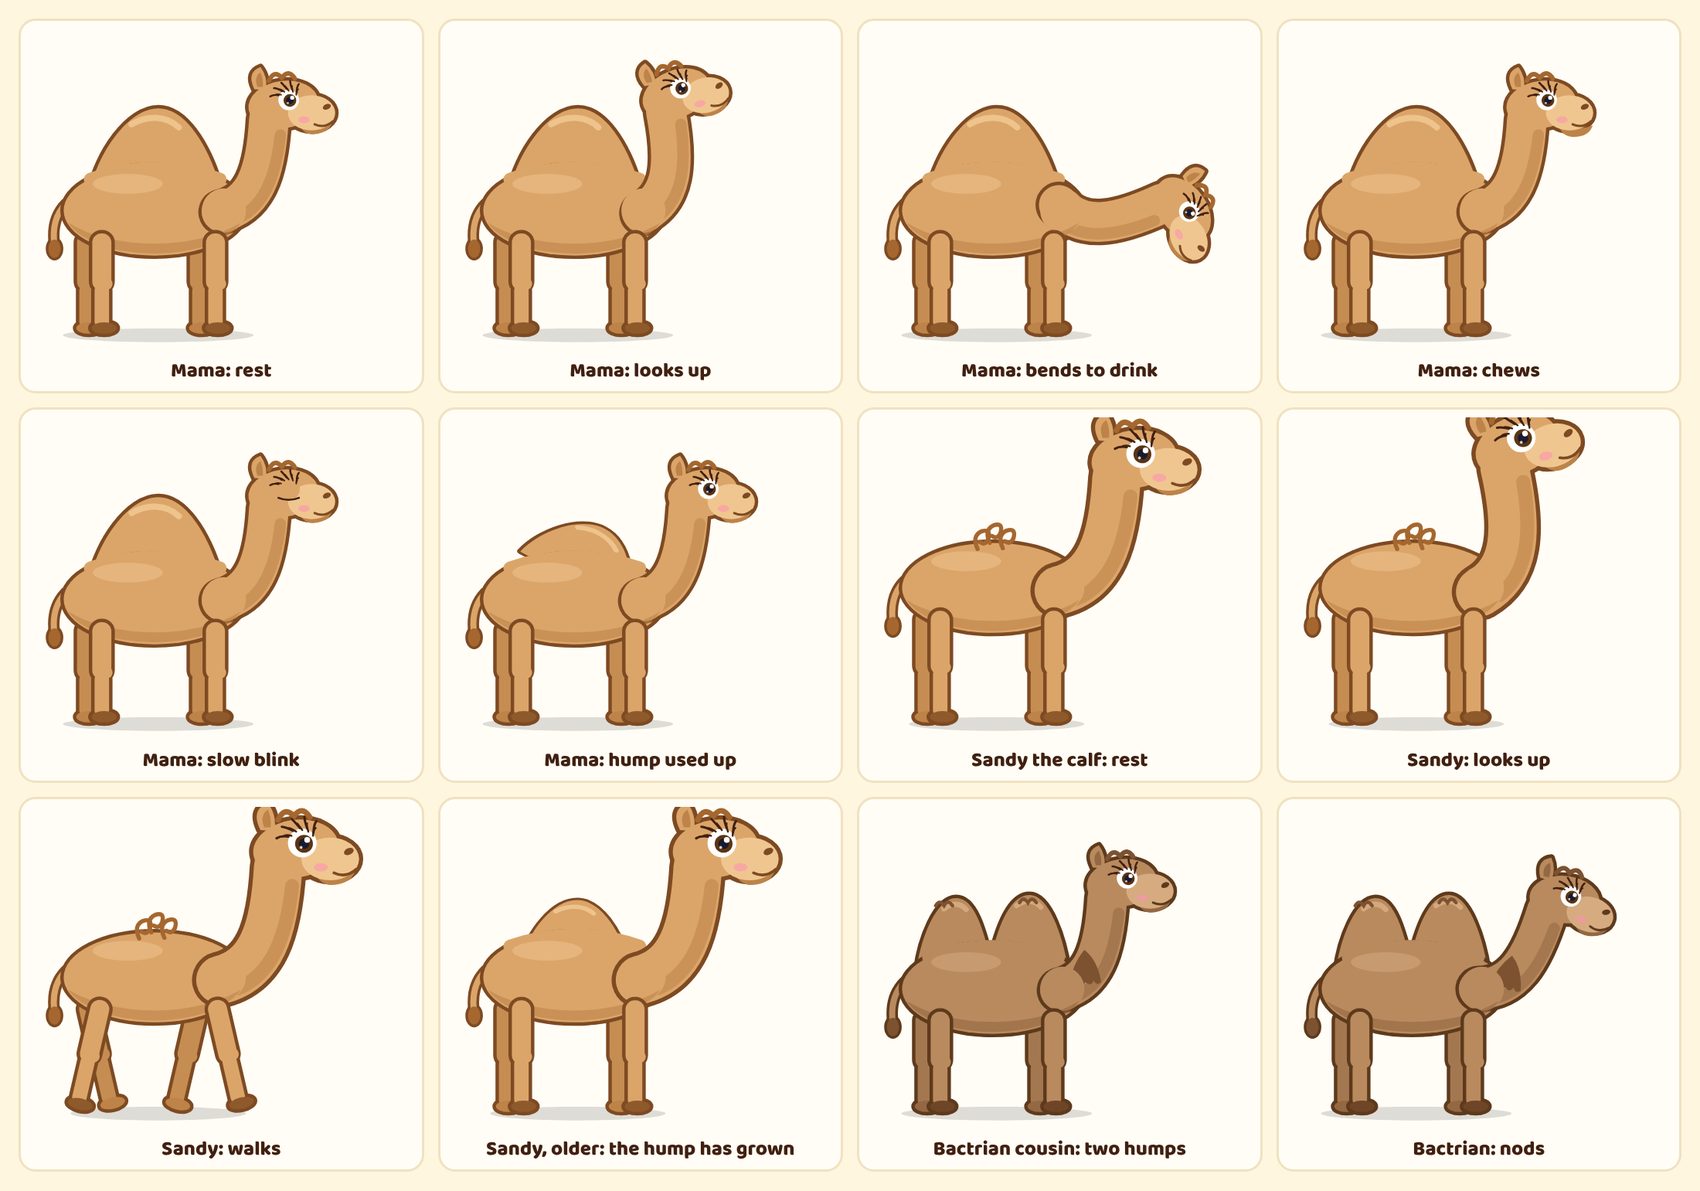 Mama: rest
Mama: looks up
Mama: bends to drink
Mama: chews
Mama: slow blink
Mama: hump used up
Sandy the calf: rest
Sandy: looks up
Sandy: walks
Sandy, older: the hump has grown
Bactrian cousin: two humps
Bactrian: nods